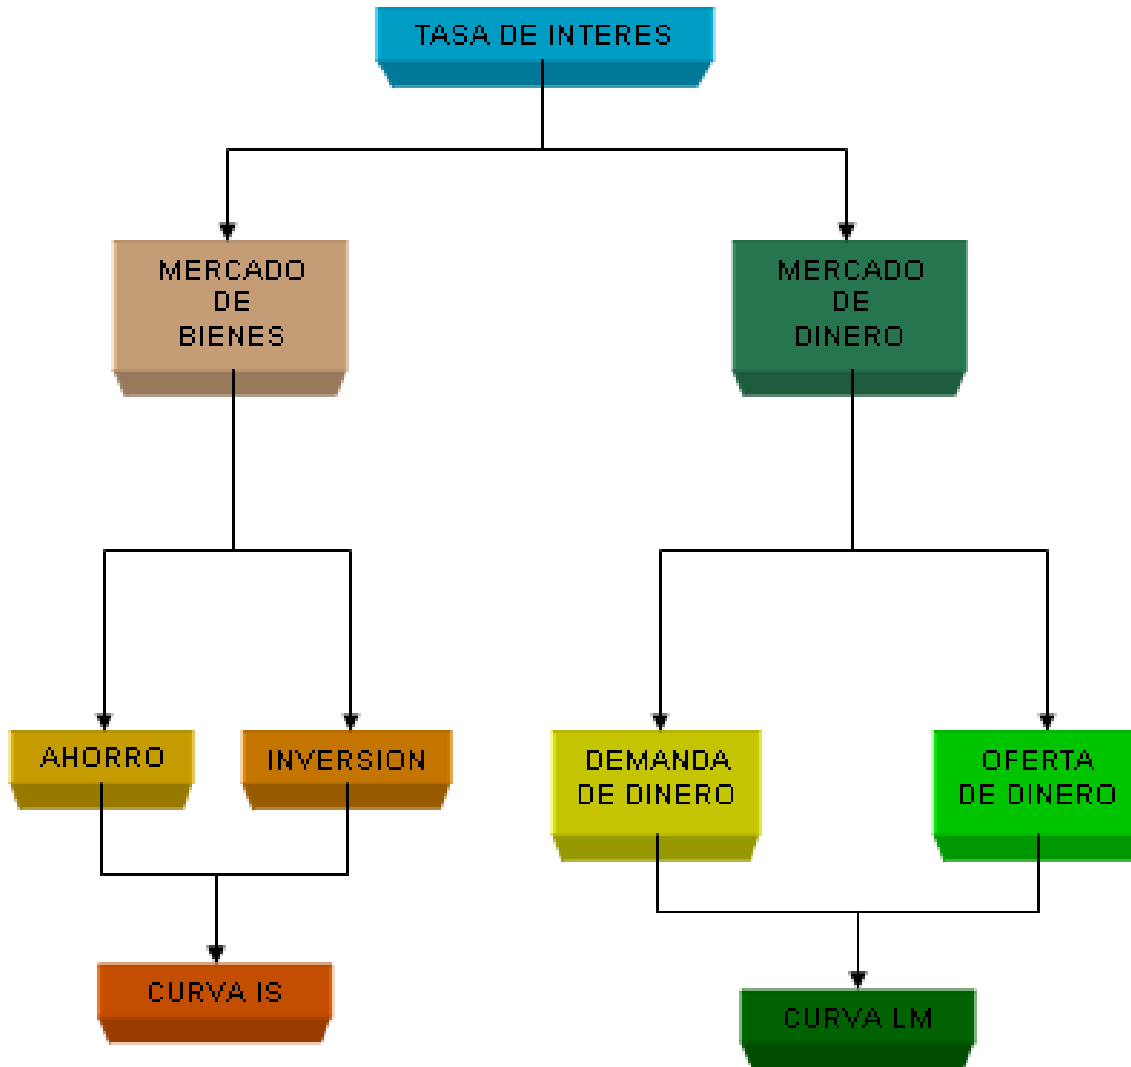 TASA DE INTERES
MERCADO
DE
BIENES
MERCADO
DE
DINERO
AHORRO
INVERSION
DEMANDA
DE DINERO
OFERTA
DE DINERO
CURVA IS
CURVA LM